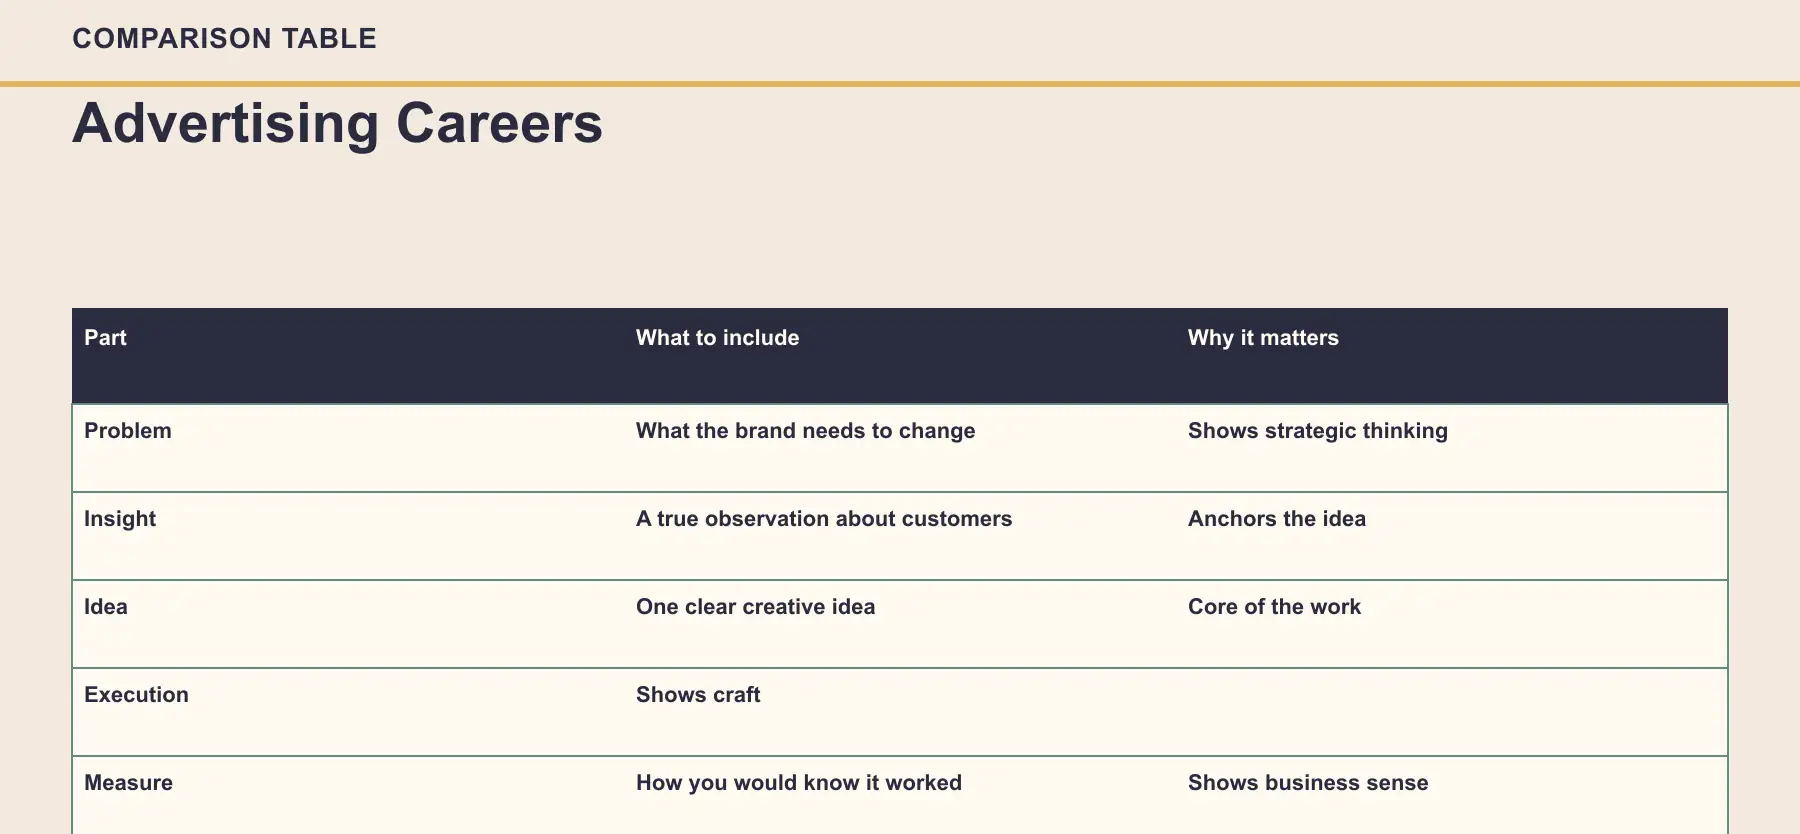 COMPARISON TABLE
Advertising Careers
Part What to include Why it matters
Problem What the brand needs to change Shows strategic thinking
Insight A true observation about customers Anchors the idea
Idea One clear creative idea Core of the work
Execution Shows craft
Measure How you would know it worked Shows business sense